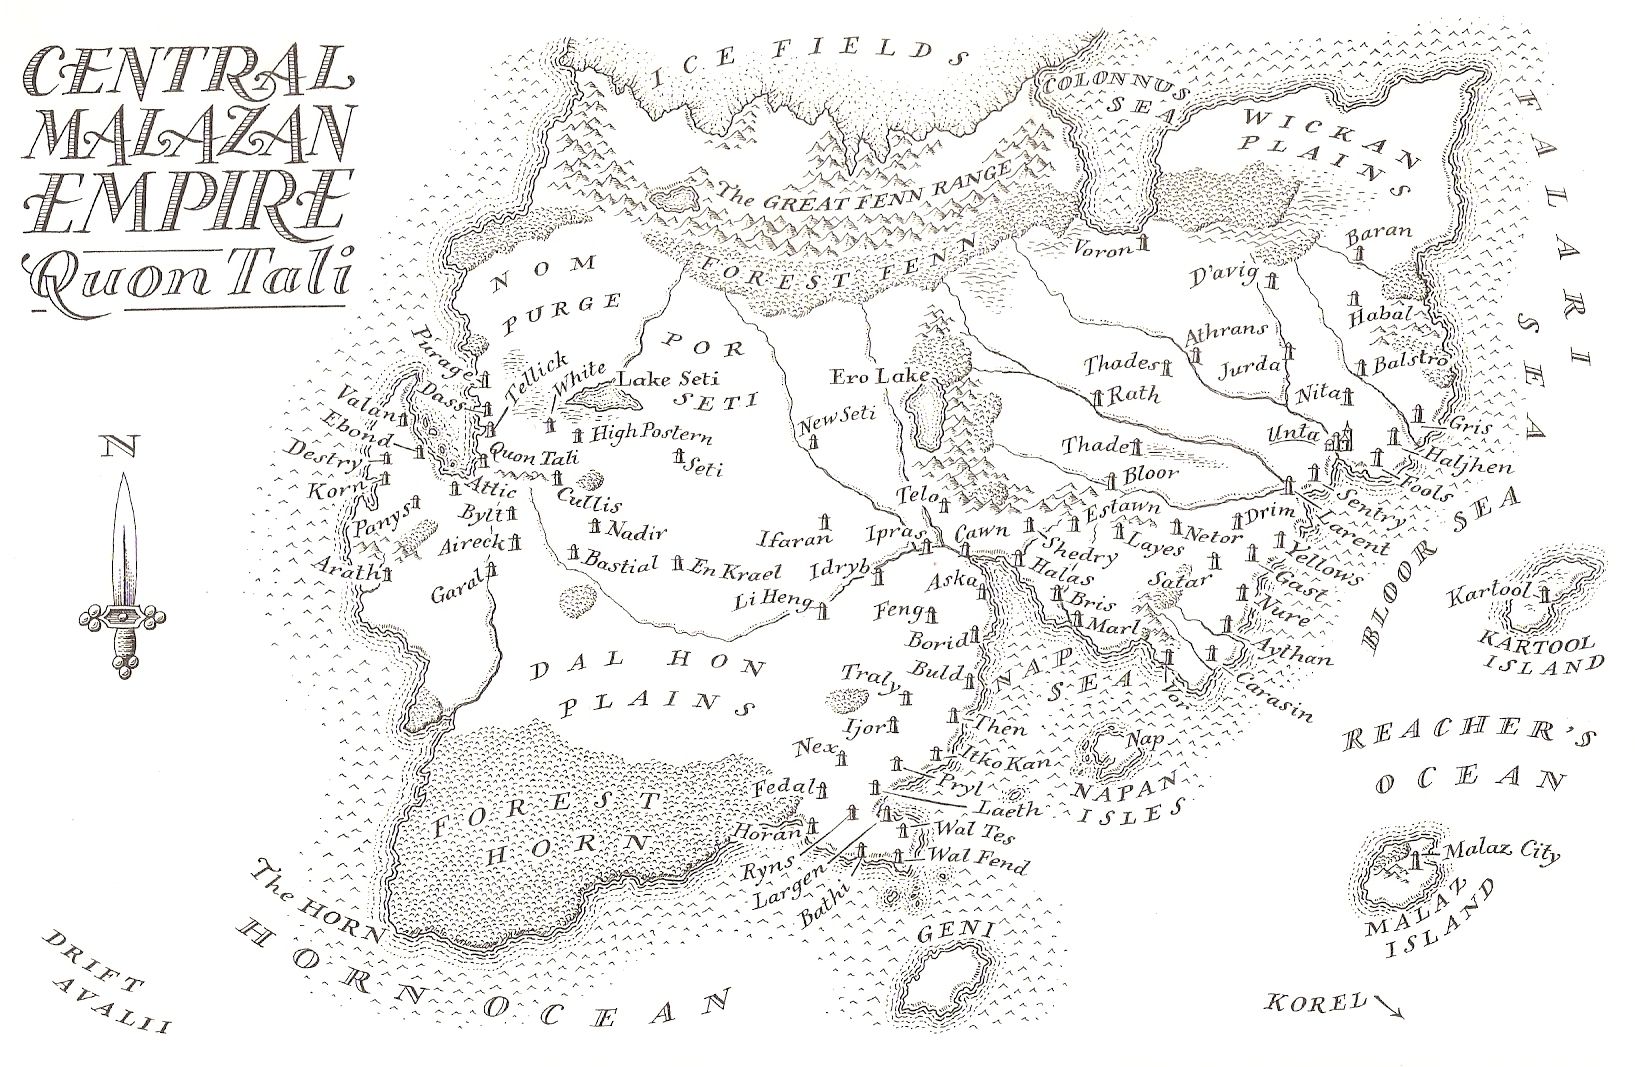 CENTRAL
MALAZAN
EMPIRE
Quon Tali
N
ICE FIELDS
COLONNUS
SEA
WICKAN
PLAINS
FALARI
SEA
The GREAT FENN RANGE
FOREST FENN
Voron
Baran
D'avig
Habal
NOM
PURGE
POR
SETI
Athrans
Thades
Jurda
Balstro
Rath
Nita
Purage
Tellick
White
Lake Seti
Ero Lake
Dass
Valan
Ebond
Destry
Korn
High Postern
New Seti
Gris
Unta
Haljhen
Thade
Quon Tali
Seti
Bloor
Fools
Attic
Cullis
Telo
Sentry
Panys
Bylt
Nadir
Estawn
Drim
Larent
BLOOR SEA
Aireck
Ifaran
Ipras
Cawn
Shedry
Layes
Netor
Yellows
Arath
Bastial
En Krael
Idryb
Aska
Halas
Satar
Gast
Garal
Li Heng
Feng
Bris
Nure
Kartool
KARTOOL
ISLAND
Borid
Marl
Aythan
DAL HON
PLAINS
Traly
Buld
NAP
SEA
Vor
Carasin
Ijor
Then
Nap
NAPAN
ISLES
REACHER'S
OCEAN
Nex
Itko Kan
Pryl
Fedal
Laeth
FOREST
HORN
Horan
Wal Tes
Wal Fend
Ryns
Largen
Bathi
Malaz City
MALAZ
ISLAND
The HORN
HORN OCEAN
GENI
DRIFT
AVALII
KOREL